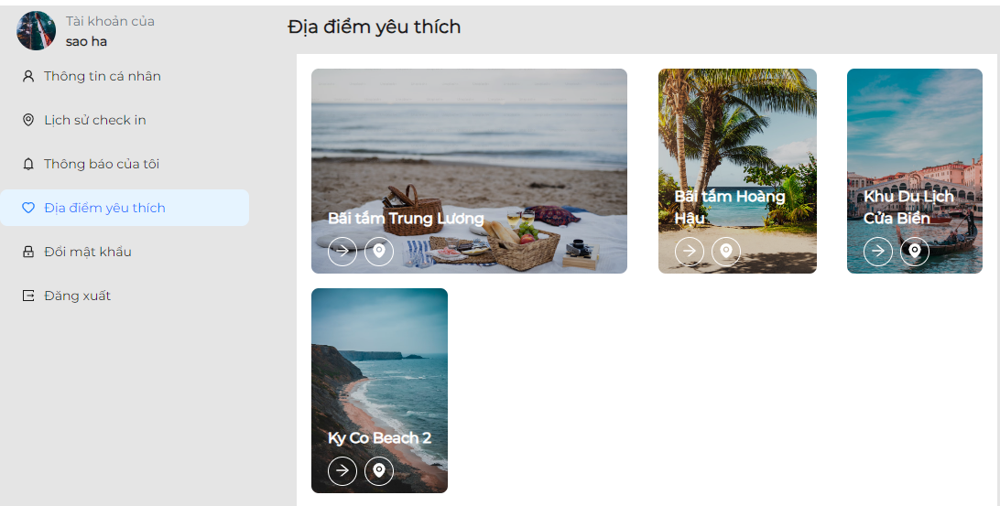 Tài khoản của
sao ha
Thông tin cá nhân
Lịch sử check in
Thông báo của tôi
Địa điểm yêu thích
Đổi mật khẩu
Đăng xuất
Địa điểm yêu thích
Bãi tắm Trung Lương
Bãi tắm Hoàng
Hậu
Khu Du Lịch
Cửa Biển
Ky Co Beach 2